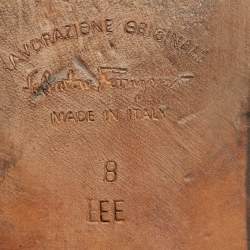 LAVORAZIONE ORIGINALE
Salvatore Ferragamo
MADE IN ITALY
8
LEE